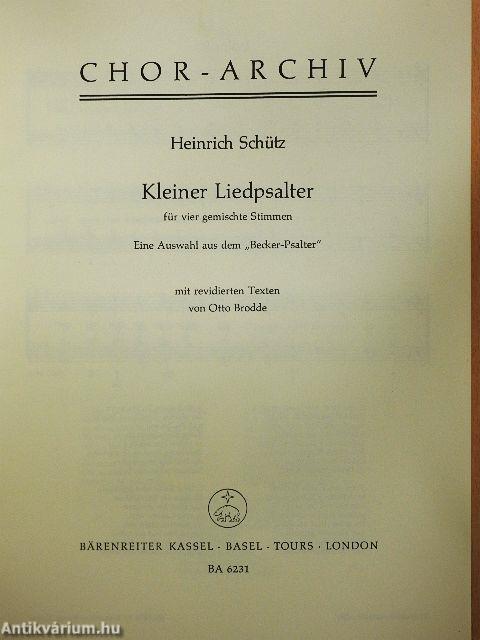 CHOR-ARCHIV
Heinrich Schütz
Kleiner Liedpsalter
für vier gemischte Stimmen
Eine Auswahl aus dem „Becker-Psalter“
mit revidierten Texten
von Otto Brodde
BÄRENREITER KASSEL · BASEL · TOURS · LONDON
BA 6231
Antikvárium.hu